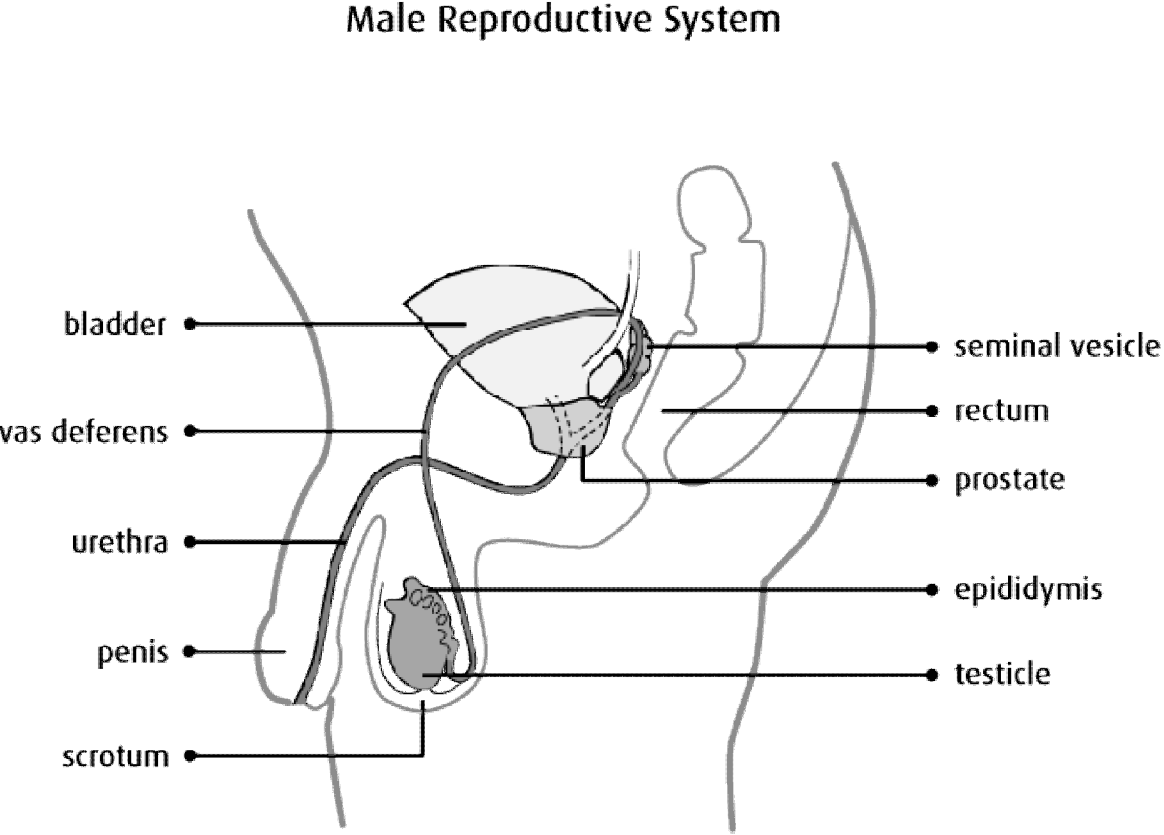 Male Reproductive System
bladder
vas deferens
urethra
penis
scrotum
seminal vesicle
rectum
prostate
epididymis
testicle